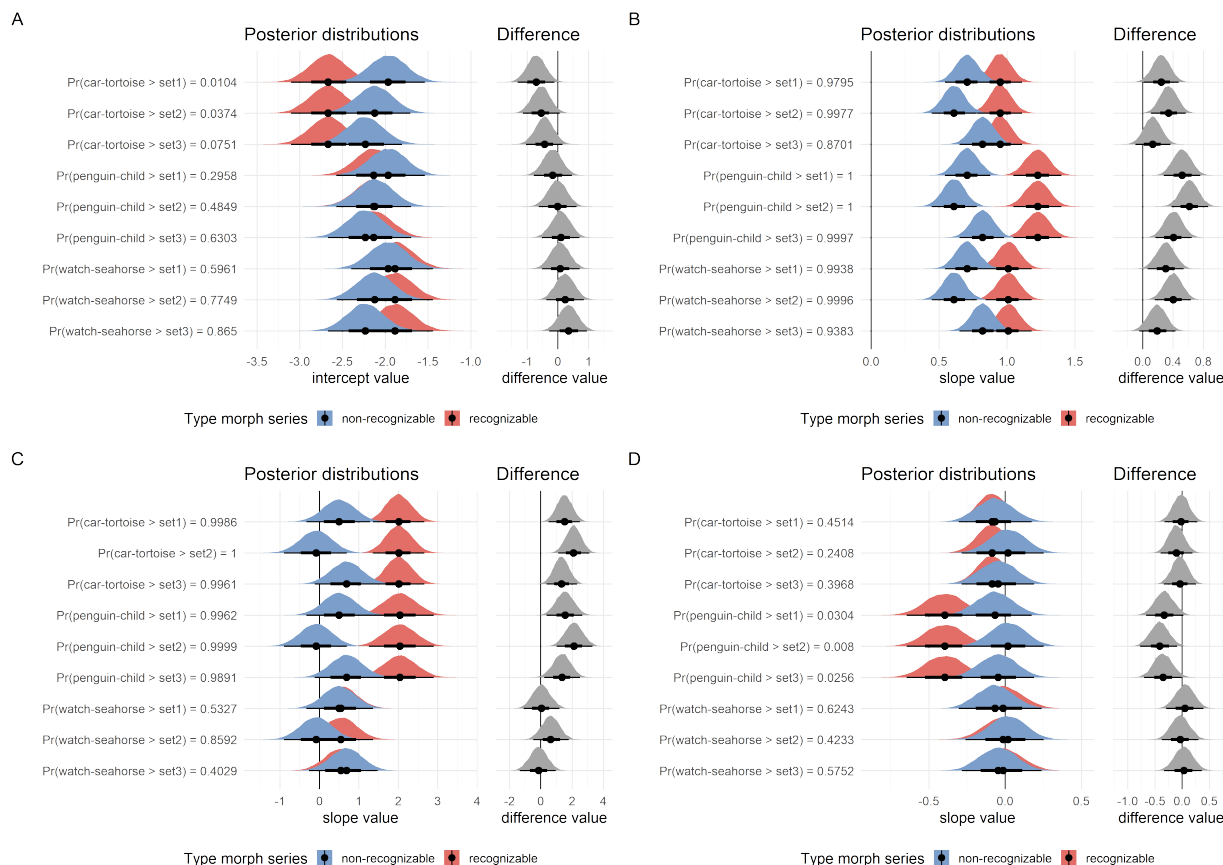 A
Posterior distributions Difference
Pr(car-tortoise > set1) = 0.0104
Pr(car-tortoise > set2) = 0.0374
Pr(car-tortoise > set3) = 0.0751
Pr(penguin-child > set1) = 0.2958
Pr(penguin-child > set2) = 0.4849
Pr(penguin-child > set3) = 0.6303
Pr(watch-seahorse > set1) = 0.5961
Pr(watch-seahorse > set2) = 0.7749
Pr(watch-seahorse > set3) = 0.865
-3.5 -3.0 -2.5 -2.0 -1.5 -1.0 -1 0 1
intercept value difference value
Type morph series non-recognizable recognizable
B
Posterior distributions Difference
Pr(car-tortoise > set1) = 0.9795
Pr(car-tortoise > set2) = 0.9977
Pr(car-tortoise > set3) = 0.8701
Pr(penguin-child > set1) = 1
Pr(penguin-child > set2) = 1
Pr(penguin-child > set3) = 0.9997
Pr(watch-seahorse > set1) = 0.9938
Pr(watch-seahorse > set2) = 0.9996
Pr(watch-seahorse > set3) = 0.9383
0.0 0.5 1.0 1.5 0.0 0.4 0.8
slope value difference value
Type morph series non-recognizable recognizable
C
Posterior distributions Difference
Pr(car-tortoise > set1) = 0.9986
Pr(car-tortoise > set2) = 1
Pr(car-tortoise > set3) = 0.9961
Pr(penguin-child > set1) = 0.9962
Pr(penguin-child > set2) = 0.9999
Pr(penguin-child > set3) = 0.9891
Pr(watch-seahorse > set1) = 0.5327
Pr(watch-seahorse > set2) = 0.8592
Pr(watch-seahorse > set3) = 0.4029
-1 0 1 2 3 4 -2 0 2 4
slope value difference value
Type morph series non-recognizable recognizable
D
Posterior distributions Difference
Pr(car-tortoise > set1) = 0.4514
Pr(car-tortoise > set2) = 0.2408
Pr(car-tortoise > set3) = 0.3968
Pr(penguin-child > set1) = 0.0304
Pr(penguin-child > set2) = 0.008
Pr(penguin-child > set3) = 0.0256
Pr(watch-seahorse > set1) = 0.6243
Pr(watch-seahorse > set2) = 0.4233
Pr(watch-seahorse > set3) = 0.5752
-0.5 0.0 0.5 -1.0 -0.5 0.0 0.5
slope value difference value
Type morph series non-recognizable recognizable